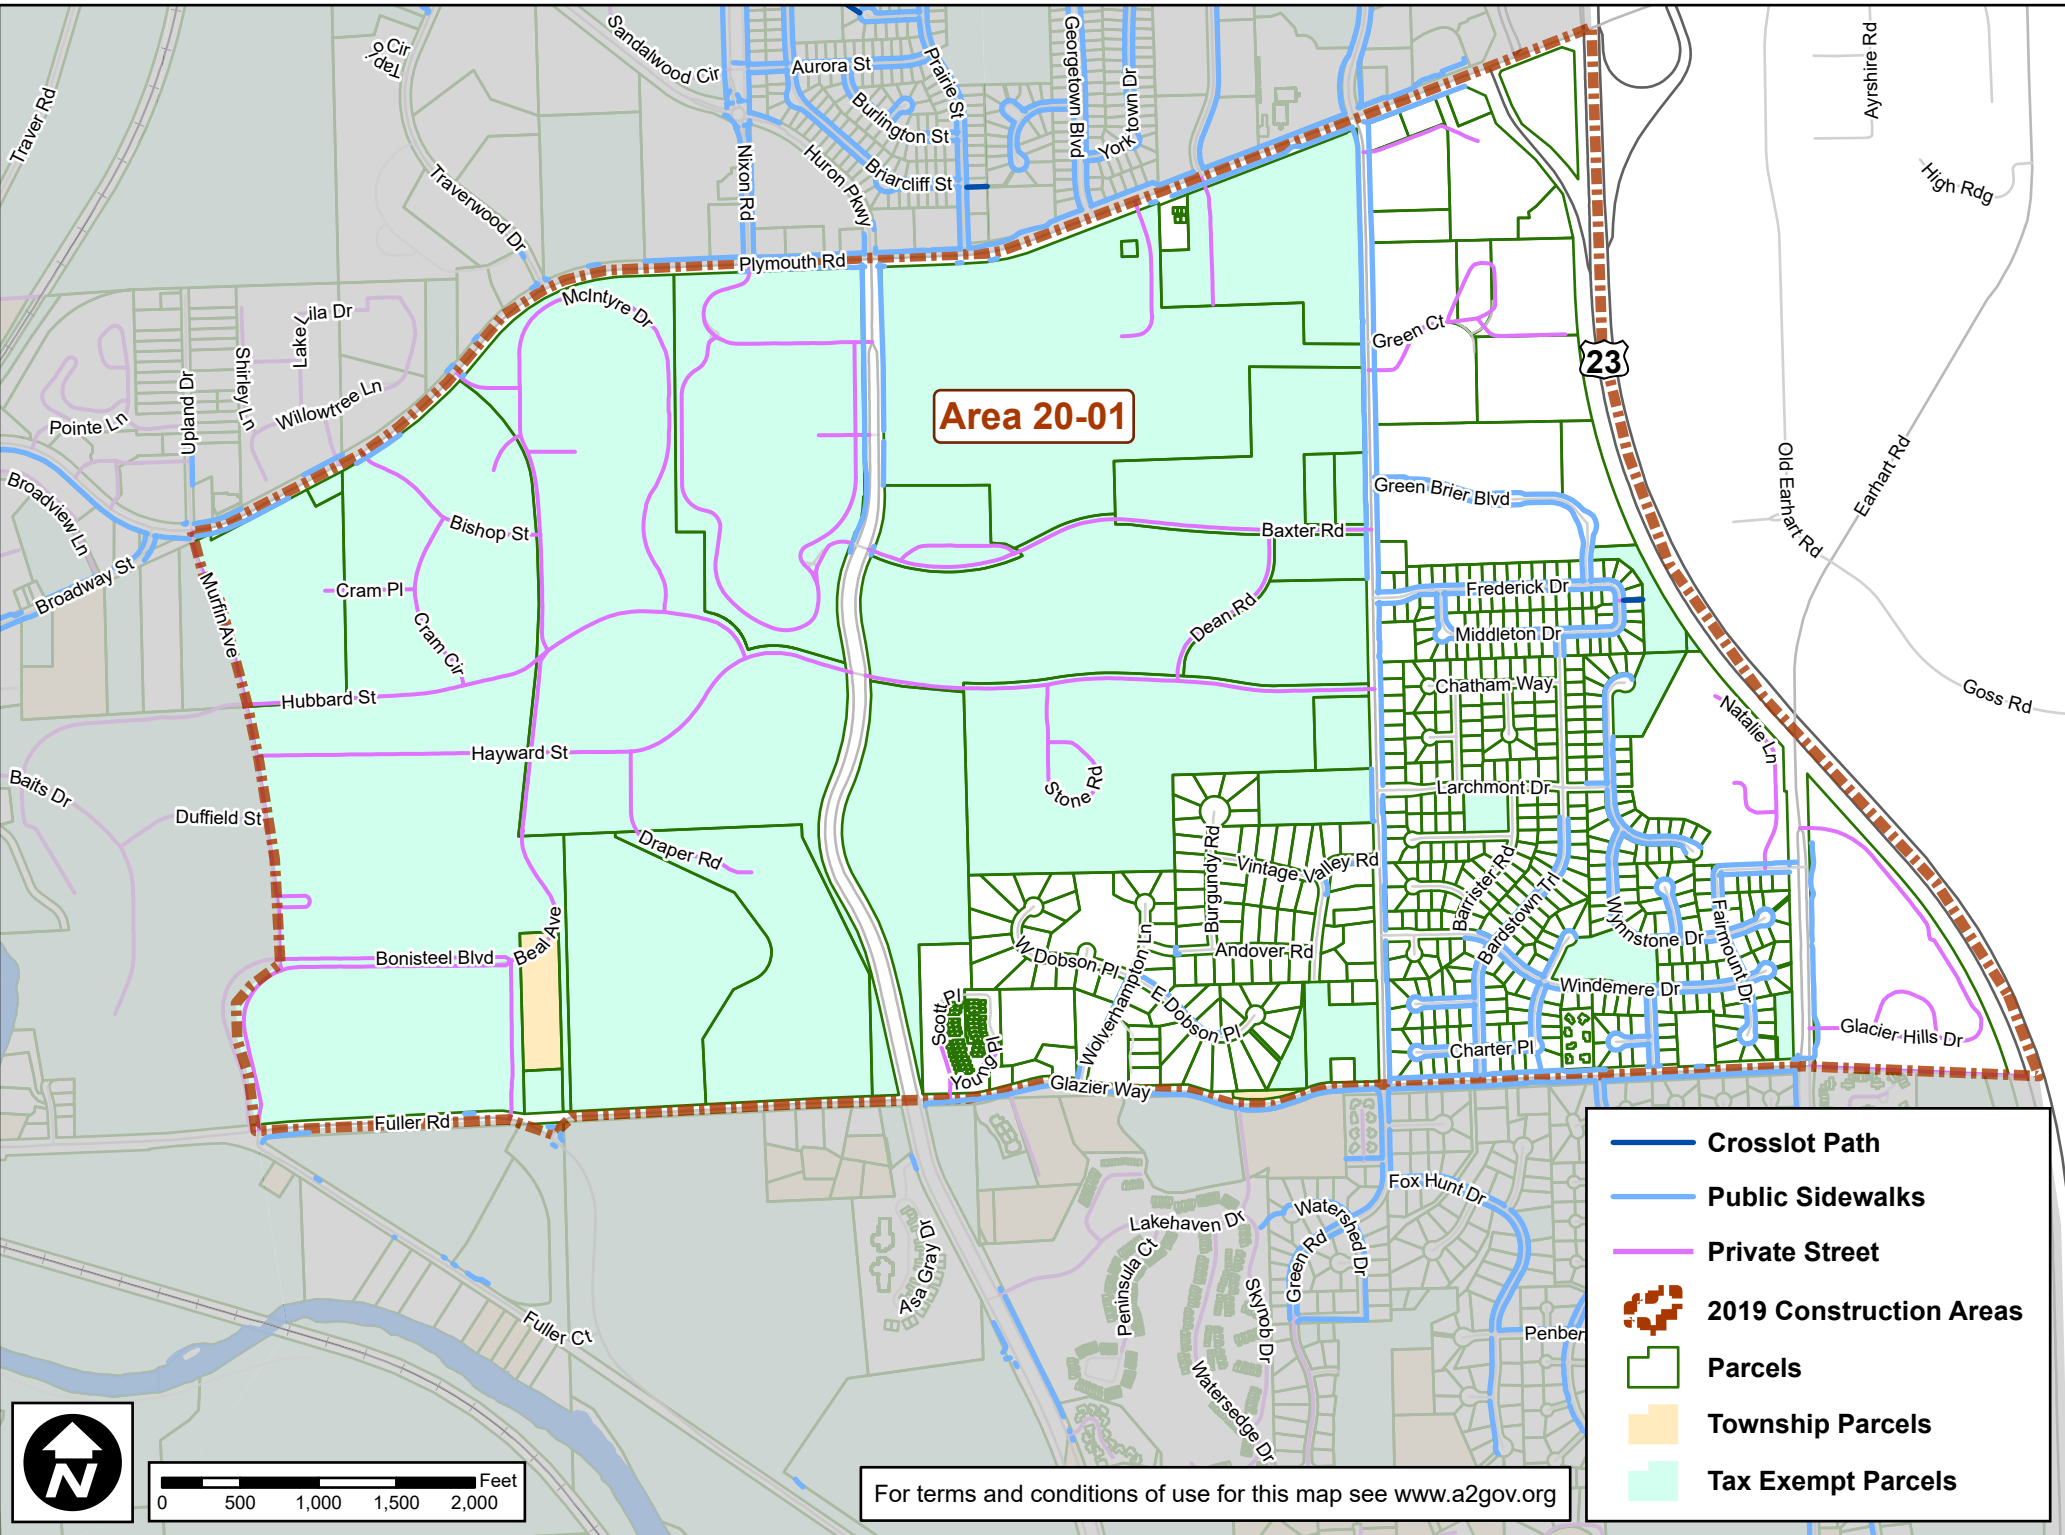 Traver Rd
Tap
o Cir
Sandalwood Cir
Aurora St
Prairie St
Burlington St
Briarcliff St
Georgetown Blvd
Yorktown Dr
Ayrshire Rd
High Rdg
Traverwood Dr
Nixon Rd
Huron Pkwy
Plymouth Rd
McIntyre Dr
Lake Lila Dr
Shirley Ln
Willowtree Ln
Upland Dr
Pointe Ln
Broadview Ln
Broadway St
Area 20-01
Green Ct
23
Old Earhart Rd
Earhart Rd
Goss Rd
Green Brier Blvd
Baxter Rd
Dean Rd
Frederick Dr
Middleton Dr
Chatham Way
Natalie Ln
Larchmont Dr
Bishop St
Cram Pl
Cram Cir
Murfin Ave
Hubbard St
Hayward St
Baits Dr
Duffield St
Draper Rd
Stone Rd
Burgundy Rd
Vintage Valley Rd
Barrister Rd
Bardstown Trl
Wynnstone Dr
Fairmount Dr
Windemere Dr
Andover Rd
W Dobson Pl
Wolverhampton Ln
E Dobson Pl
Scott Pl
Young Pl
Charter Pl
Glacier Hills Dr
Bonisteel Blvd
Beal Ave
Fuller Rd
Glazier Way
Fox Hunt Dr
Lakehaven Dr
Watershed Dr
Green Rd
Peninsula Ct
Skynob Dr
Watersedge Dr
Asa Gray Dr
Fuller Ct
Penber
Crosslot Path
Public Sidewalks
Private Street
2019 Construction Areas
Parcels
Township Parcels
Tax Exempt Parcels
N
Feet
0 500 1,000 1,500 2,000
For terms and conditions of use for this map see www.a2gov.org